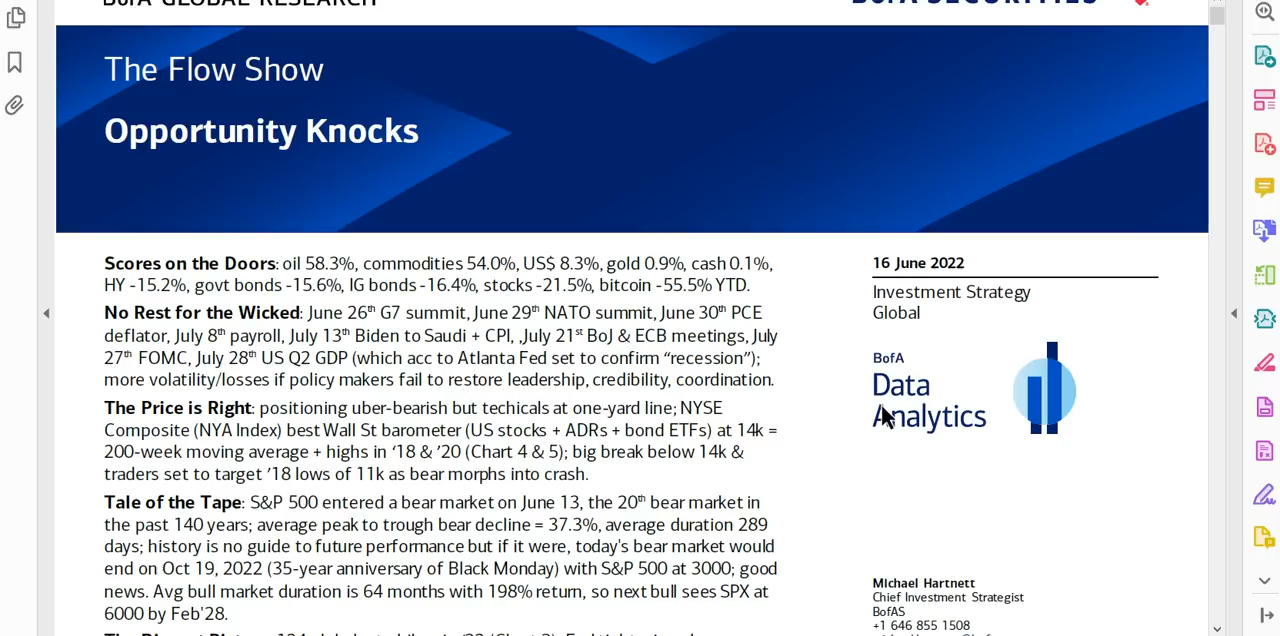 BofA GLOBAL RESEARCH
BofA SECURITIES
The Flow Show
Opportunity Knocks
Scores on the Doors: oil 58.3%, commodities 54.0%, US$ 8.3%, gold 0.9%, cash 0.1%,
HY -15.2%, govt bonds -15.6%, IG bonds -16.4%, stocks -21.5%, bitcoin -55.5% YTD.
No Rest for the Wicked: June 26th G7 summit, June 29th NATO summit, June 30th PCE
deflator, July 8th payroll, July 13th Biden to Saudi + CPI, ,July 21st BoJ & ECB meetings, July
27th FOMC, July 28th US Q2 GDP (which acc to Atlanta Fed set to confirm “recession”);
more volatility/losses if policy makers fail to restore leadership, credibility, coordination.
The Price is Right: positioning uber-bearish but techicals at one-yard line; NYSE
Composite (NYA Index) best Wall St barometer (US stocks + ADRs + bond ETFs) at 14k =
200-week moving average + highs in ‘18 & ’20 (Chart 4 & 5); big break below 14k &
traders set to target ’18 lows of 11k as bear morphs into crash.
Tale of the Tape: S&P 500 entered a bear market on June 13, the 20th bear market in
the past 140 years; average peak to trough bear decline = 37.3%, average duration 289
days; history is no guide to future performance but if it were, today's bear market would
end on Oct 19, 2022 (35-year anniversary of Black Monday) with S&P 500 at 3000; good
news. Avg bull market duration is 64 months with 198% return, so next bull sees SPX at
6000 by Feb'28.
16 June 2022
Investment Strategy
Global
BofA
Data
Analytics
Michael Hartnett
Chief Investment Strategist
BofAS
+1 646 855 1508